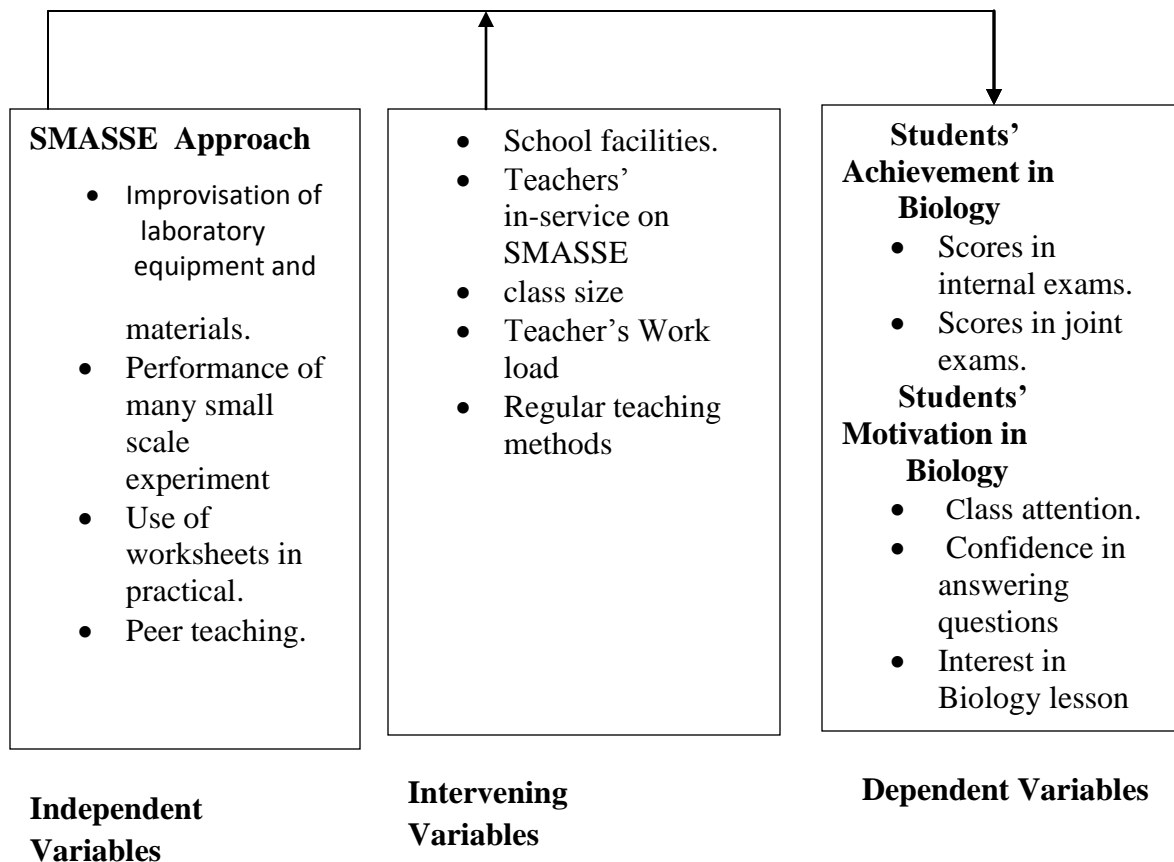 SMASSE Approach
• Improvisation of
laboratory
equipment and
materials.
• Performance of
many small
scale
experiment
• Use of
worksheets in
practical.
• Peer teaching.
Independent
Variables
• School facilities.
• Teachers’
in-service on
SMASSE
• class size
• Teacher’s Work
load
• Regular teaching
methods
Intervening
Variables
Students’
Achievement in
Biology
• Scores in
internal exams.
• Scores in joint
exams.
Students’
Motivation in
Biology
• Class attention.
• Confidence in
answering
questions
• Interest in
Biology lesson
Dependent Variables